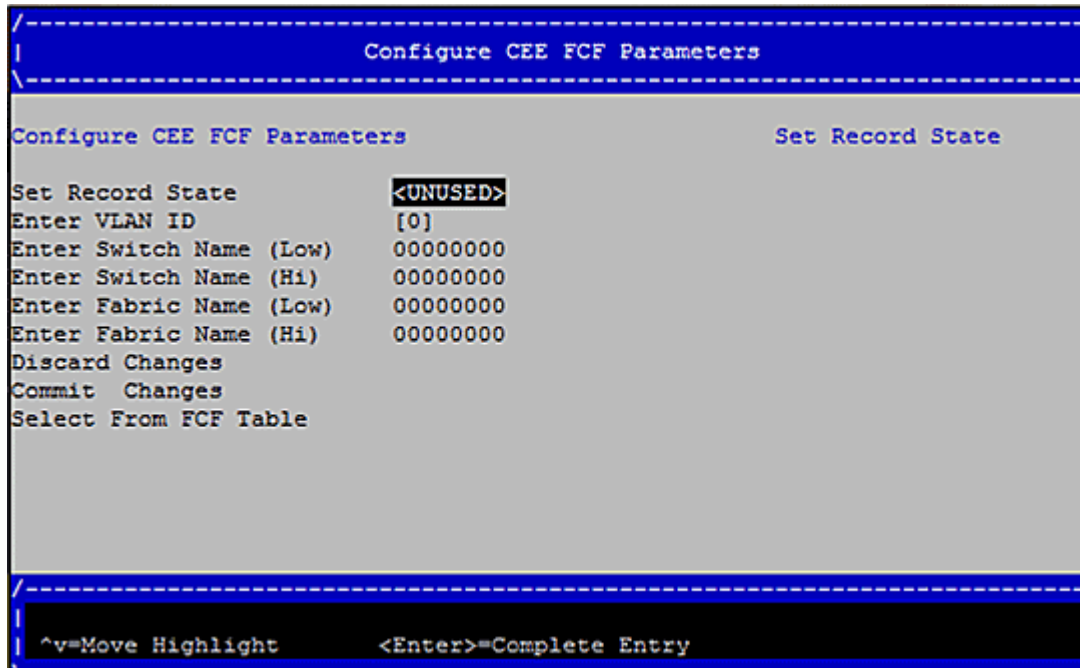 /---------------------------------------------------------------------------
| Configure CEE FCF Parameters
\---------------------------------------------------------------------------
Configure CEE FCF Parameters Set Record State
Set Record State <UNUSED>
Enter VLAN ID [0]
Enter Switch Name (Low) 00000000
Enter Switch Name (Hi) 00000000
Enter Fabric Name (Low) 00000000
Enter Fabric Name (Hi) 00000000
Discard Changes
Commit  Changes
Select From FCF Table
/---------------------------------------------------------------------------
|
| ^v=Move Highlight <Enter>=Complete Entry